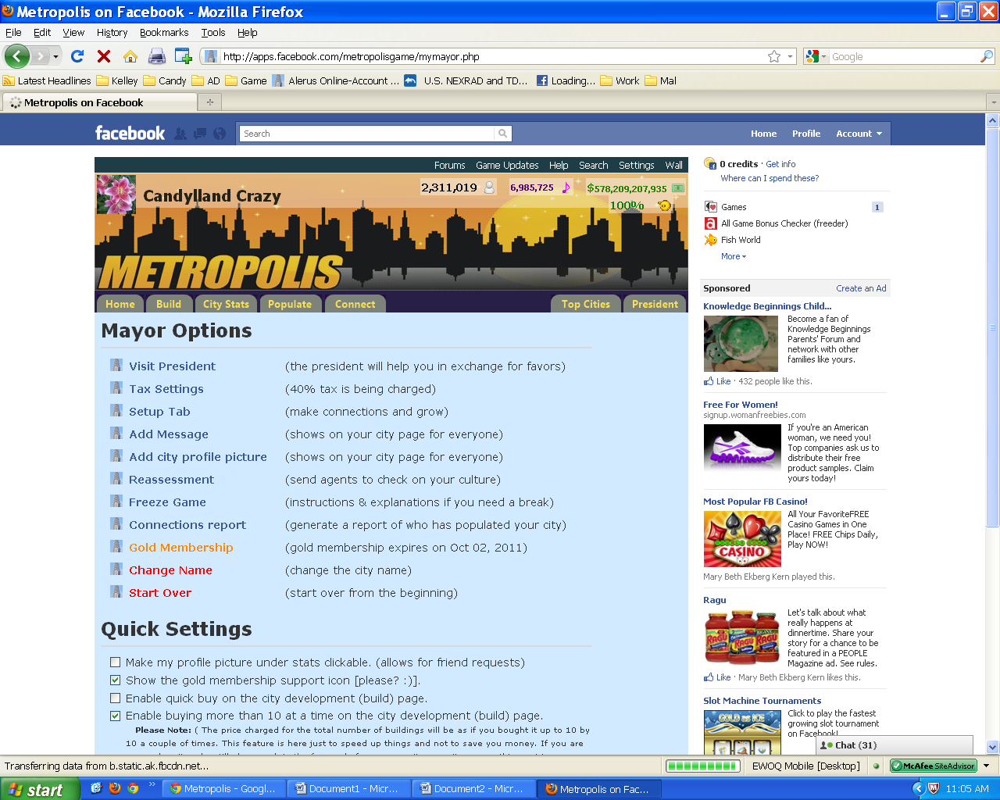 Metropolis on Facebook - Mozilla Firefox
File Edit View History Bookmarks Tools Help
http://apps.facebook.com/metropolisgame/mymayor.php
Google
Latest Headlines Kelley Candy AD Game Alerus Online-Account ... U.S. NEXRAD and TD... Loading... Work Mal
Metropolis on Facebook
facebook Search Home Profile Account
Forums Game Updates Help Search Settings Wall
Candylland Crazy
2,311,019 6,985,725 $578,209,207,935
100%
METROPOLIS
Home Build City Stats Populate Connect Top Cities President
Mayor Options
Visit President (the president will help you in exchange for favors)
Tax Settings (40% tax is being charged)
Setup Tab (make connections and grow)
Add Message (shows on your city page for everyone)
Add city profile picture (shows on your city page for everyone)
Reassessment (send agents to check on your culture)
Freeze Game (instructions & explanations if you need a break)
Connections report (generate a report of who has populated your city)
Gold Membership (gold membership expires on Oct 02, 2011)
Change Name (change the city name)
Start Over (start over from the beginning)
Quick Settings
Make my profile picture under stats clickable. (allows for friend requests)
Show the gold membership support icon [please? :)].
Enable quick buy on the city development (build) page.
Enable buying more than 10 at a time on the city development (build) page.
Please Note: ( The price charged for the total number of buildings will be as if you bought it up to 10 by
10 a couple of times. This feature is here just to speed up things and not to save you money. If you are
0 credits · Get info
Where can I spend these?
Games 1
All Game Bonus Checker (freeder)
Fish World
More
Sponsored Create an Ad
Knowledge Beginnings Child...
Become a fan of
Knowledge Beginnings
Parents' Forum and
network with other
families like yours.
Like · 432 people like this.
Free For Women!
signup.womanfreebies.com
If you're an American
woman, we need you!
Top companies ask us to
distribute their free
product samples. Claim
yours today!
Most Popular FB Casino!
All Your FavoriteFREE
Casino Games in One
Place! FREE Chips Daily,
Play NOW!
CASINO
Mary Beth Ekberg Kern played this.
Ragu
Let's talk about what
really happens at
dinnertime. Share your
story for a chance to be
featured in a PEOPLE
Magazine ad. See rules.
RAGU RAGU RAGU
Like · Mary Beth Ekberg Kern likes this.
Slot Machine Tournaments
GOLD as ICE
Click to play the fastest
growing slot tournament
on Facebook!
Chat (31)
Transferring data from b.static.ak.fbcdn.net...
EWOQ Mobile [Desktop]
McAfee SiteAdvisor
start Metropolis - Googl... Document1 - Micr... Document2 - Micr... Metropolis on Fac... 11:05 AM